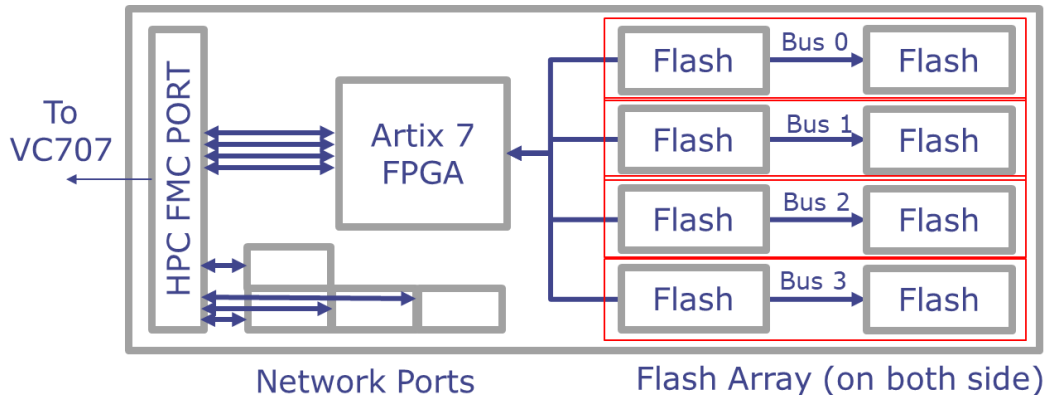 To
VC707
HPC FMC PORT
Artix 7
FPGA
Flash
Bus 0
Flash
Flash
Bus 1
Flash
Flash
Bus 2
Flash
Flash
Bus 3
Flash
Network Ports
Flash Array (on both side)